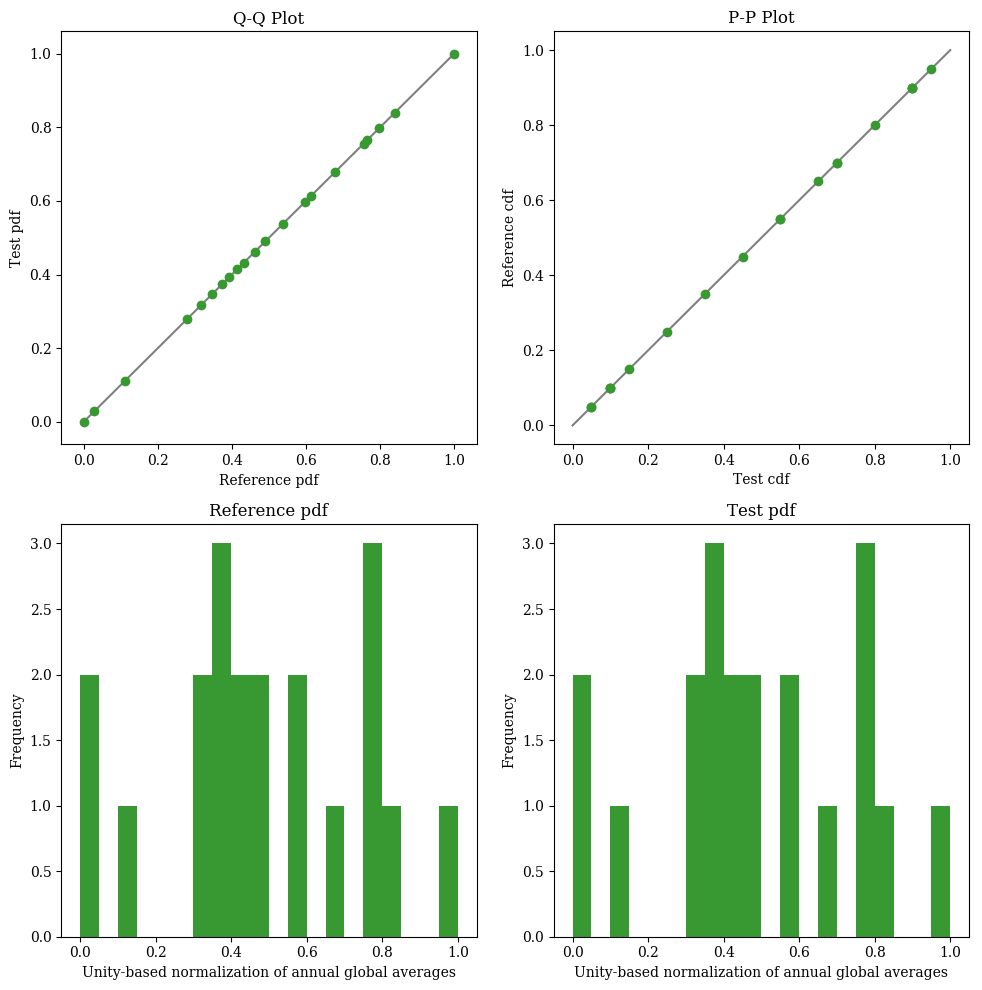 Q-Q Plot
Test pdf
1.0
0.8
0.6
0.4
0.2
0.0
0.0 0.2 0.4 0.6 0.8 1.0
Reference pdf
P-P Plot
Reference cdf
1.0
0.8
0.6
0.4
0.2
0.0
0.0 0.2 0.4 0.6 0.8 1.0
Test cdf
Reference pdf
Frequency
3.0
2.5
2.0
1.5
1.0
0.5
0.0
0.0 0.2 0.4 0.6 0.8 1.0
Unity-based normalization of annual global averages
Test pdf
Frequency
3.0
2.5
2.0
1.5
1.0
0.5
0.0
0.0 0.2 0.4 0.6 0.8 1.0
Unity-based normalization of annual global averages